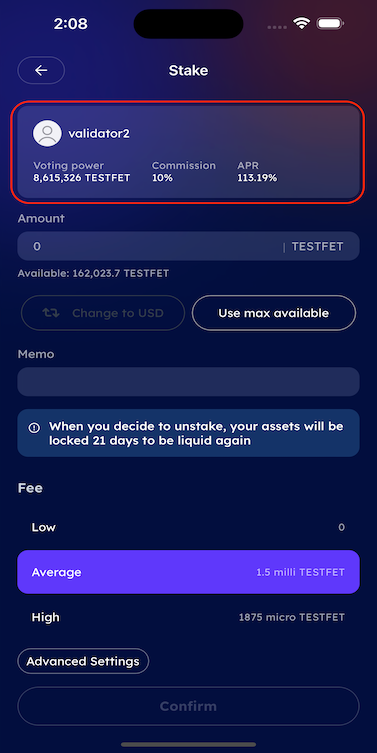 2:08
Stake
validator2
Voting power Commission APR
8,615,326 TESTFET 10% 113.19%
Amount
0 TESTFET
Available: 162,023.7 TESTFET
Change to USD Use max available
Memo
When you decide to unstake, your assets will be
locked 21 days to be liquid again
Fee
Low 0
Average 1.5 milli TESTFET
High 1875 micro TESTFET
Advanced Settings
Confirm